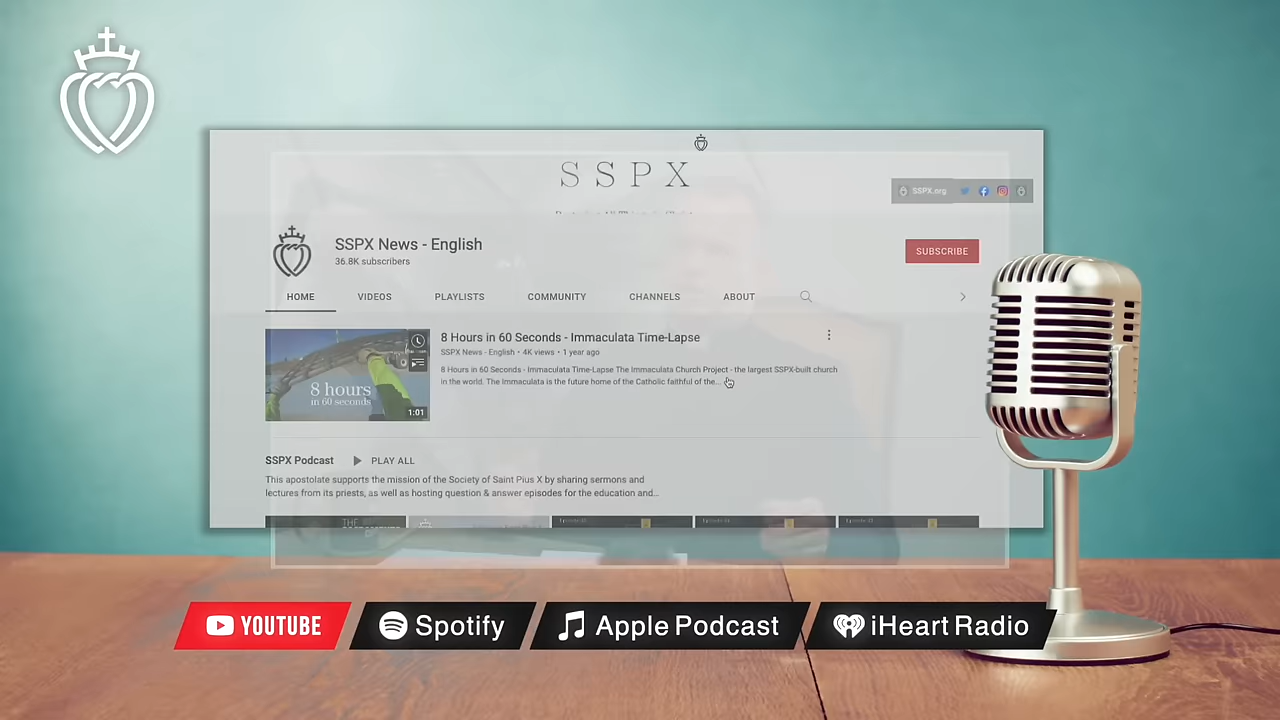 SSPX
SSPX.org
SSPX News - English
36.8K subscribers
SUBSCRIBE
HOME VIDEOS PLAYLISTS COMMUNITY CHANNELS ABOUT
8 hours
in 60 seconds
1:01
8 Hours in 60 Seconds - Immaculata Time-Lapse
SSPX News - English • 4K views • 1 year ago
8 Hours in 60 Seconds - Immaculata Time-Lapse The Immaculata Church Project - the largest SSPX-built church
in the world. The Immaculata is the future home of the Catholic faithful of the...
SSPX Podcast PLAY ALL
This apostolate supports the mission of the Society of Saint Pius X by sharing sermons and
lectures from its priests, as well as hosting question & answer episodes for the education and...
THE
YOUTUBE Spotify Apple Podcast iHeartRadio